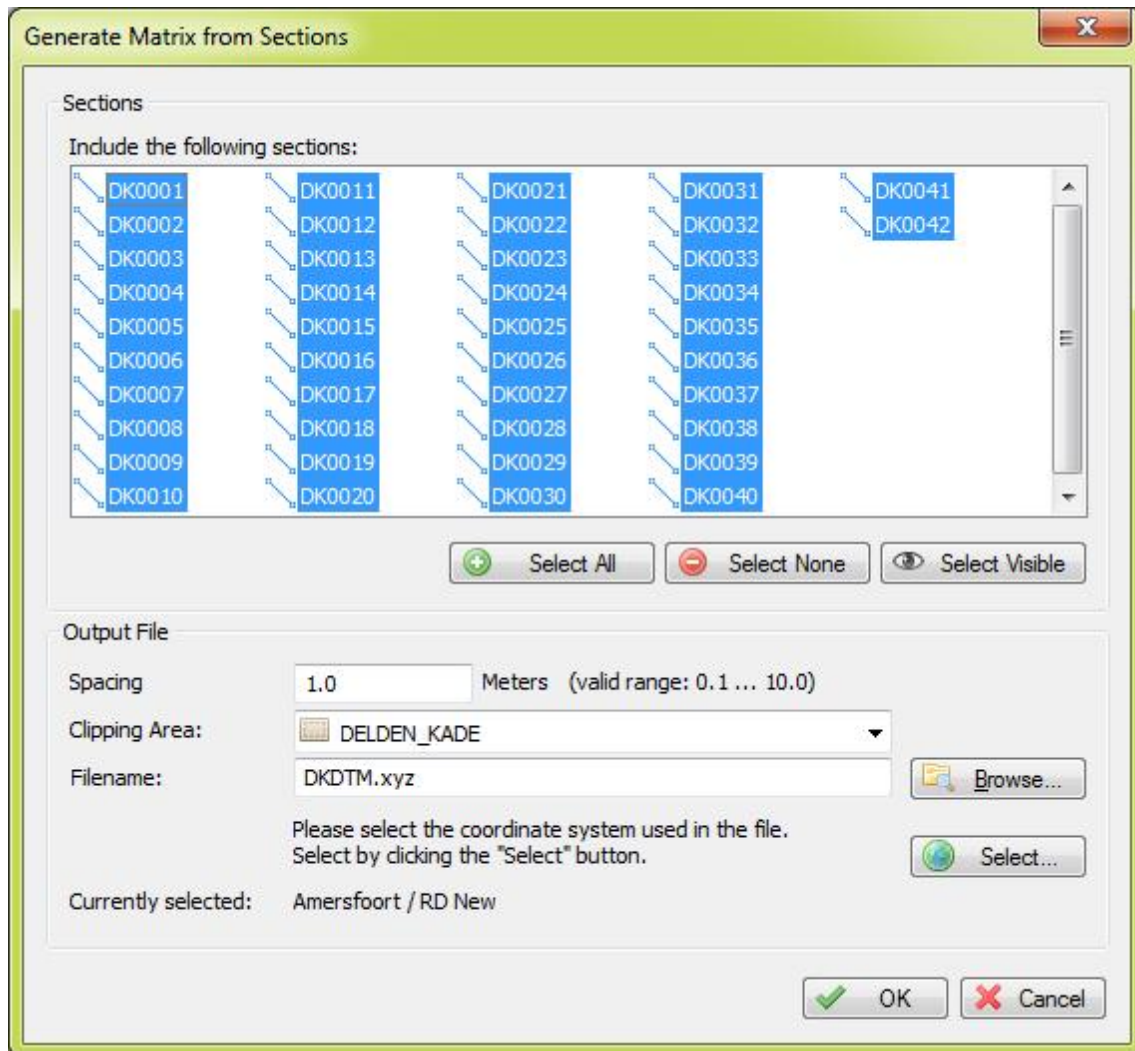 Generate Matrix from Sections
Sections
Include the following sections:
DK0001 DK0011 DK0021 DK0031 DK0041
DK0002 DK0012 DK0022 DK0032 DK0042
DK0003 DK0013 DK0023 DK0033
DK0004 DK0014 DK0024 DK0034
DK0005 DK0015 DK0025 DK0035
DK0006 DK0016 DK0026 DK0036
DK0007 DK0017 DK0027 DK0037
DK0008 DK0018 DK0028 DK0038
DK0009 DK0019 DK0029 DK0039
DK0010 DK0020 DK0030 DK0040
Select All Select None Select Visible
Output File
Spacing 1.0 Meters (valid range: 0.1 ... 10.0)
Clipping Area: DELDEN_KADE
Filename: DKDTM.xyz Browse...
Please select the coordinate system used in the file.
Select by clicking the "Select" button. Select...
Currently selected: Amersfoort / RD New
OK Cancel